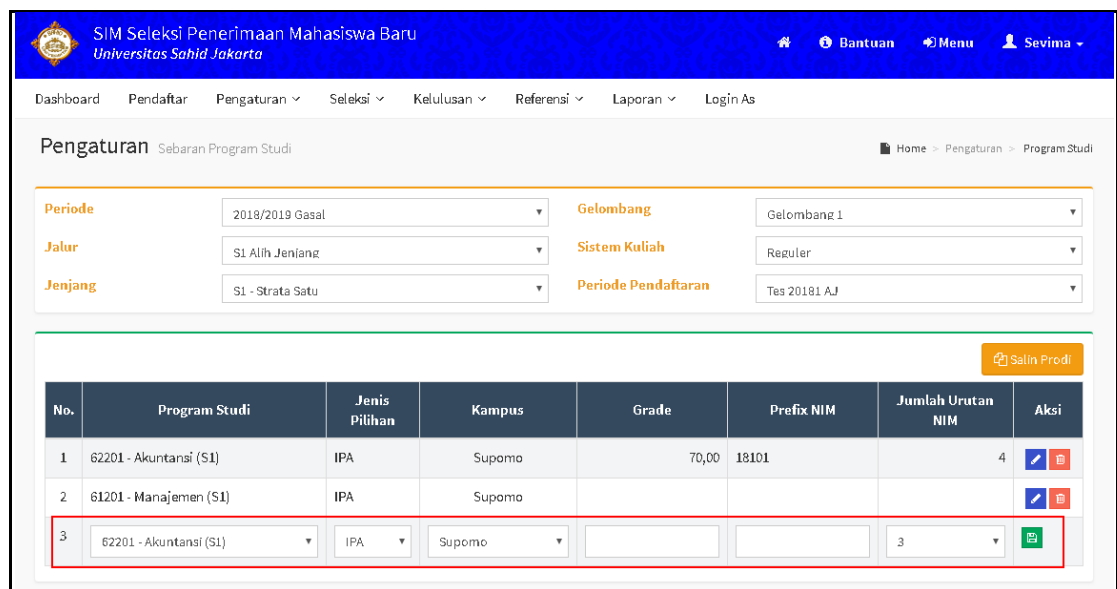 SIM Seleksi Penerimaan Mahasiswa Baru
Universitas Sahid Jakarta
Bantuan Menu Sevima
Dashboard Pendaftar Pengaturan Seleksi Kelulusan Referensi Laporan Login As
Pengaturan Sebaran Program Studi Home > Pengaturan > Program Studi
Periode 2018/2019 Gasal Gelombang Gelombang 1
Jalur S1 Alih Jenjang Sistem Kuliah Reguler
Jenjang S1 - Strata Satu Periode Pendaftaran Tes 20181 AJ
Salin Prodi
No. Program Studi Jenis Pilihan Kampus Grade Prefix NIM Jumlah Urutan NIM Aksi
1 62201 - Akuntansi (S1) IPA Supomo 70,00 18101 4
2 61201 - Manajemen (S1) IPA Supomo
3 62201 - Akuntansi (S1) IPA Supomo 3